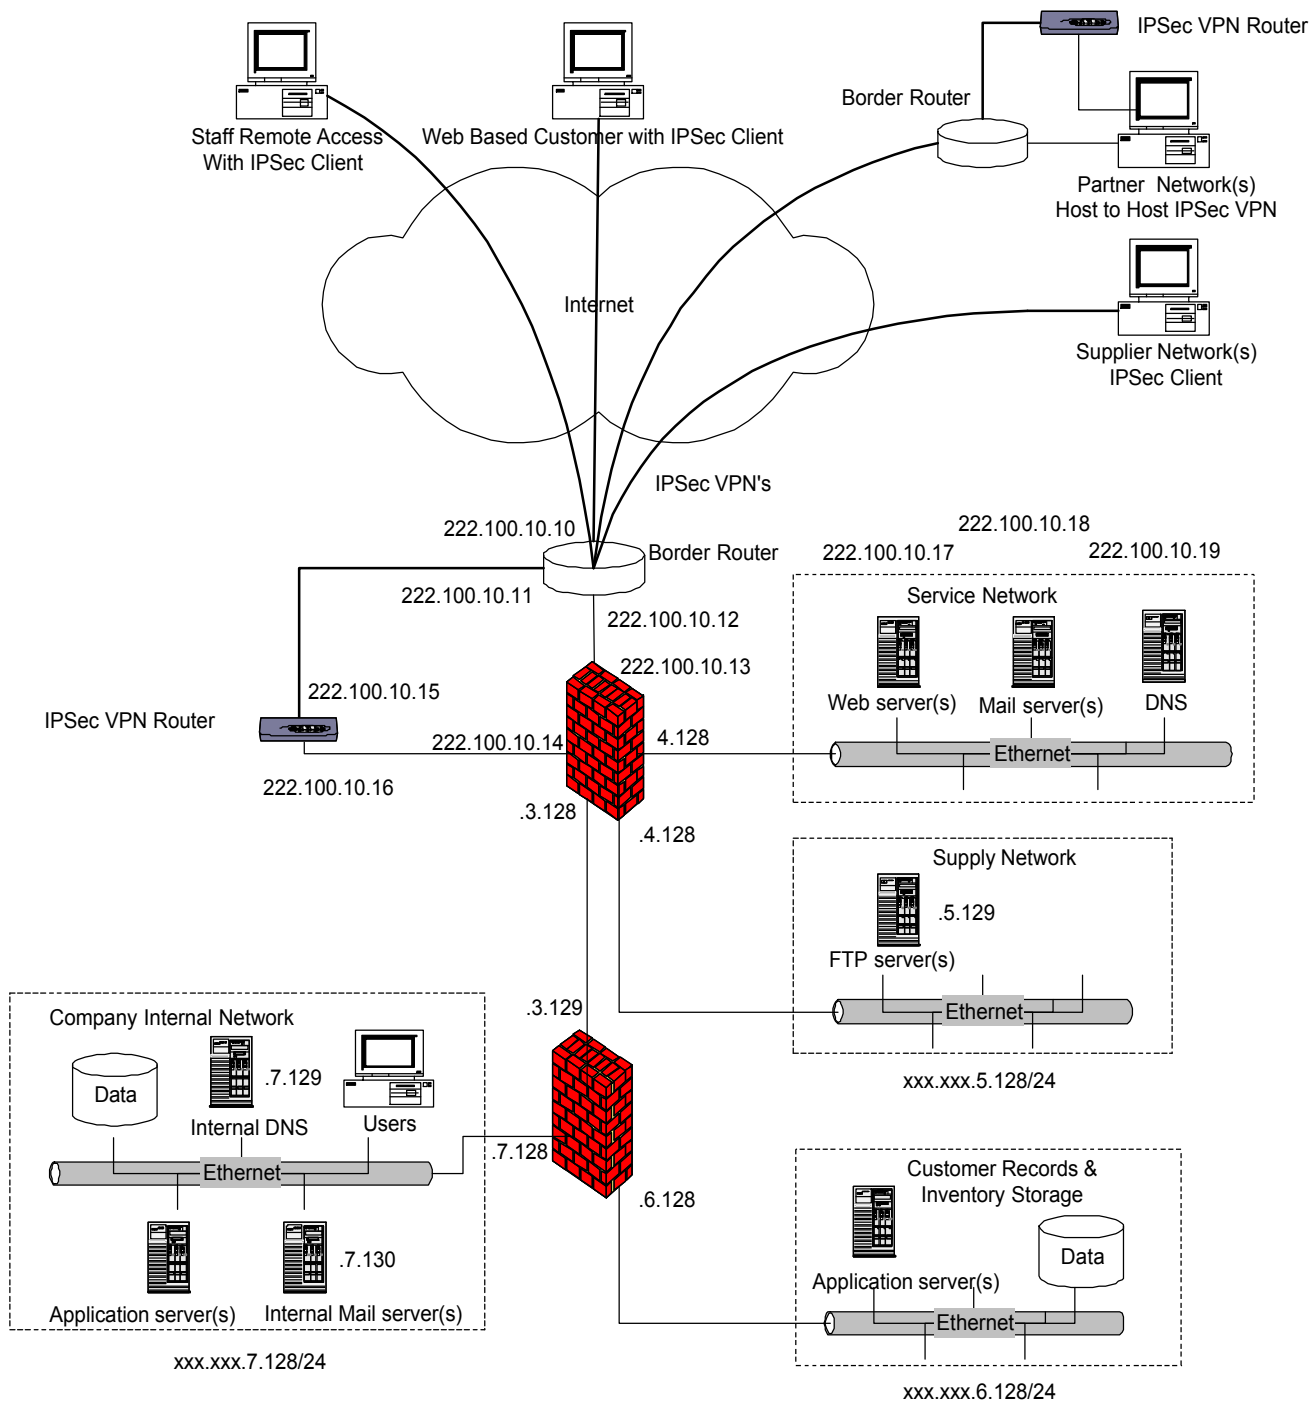 IPSec VPN Router
Border Router
Staff Remote Access
With IPSec Client
Web Based Customer with IPSec Client
Partner Network(s)
Host to Host IPSec VPN
Internet
Supplier Network(s)
IPSec Client
IPSec VPN's
222.100.10.10
Border Router
222.100.10.11
222.100.10.12
222.100.10.18
222.100.10.17
222.100.10.19
Service Network
222.100.10.13
222.100.10.15
IPSec VPN Router
222.100.10.14
222.100.10.16
4.128
Web server(s)
Mail server(s)
DNS
Ethernet
.3.128
.4.128
Supply Network
.5.129
FTP server(s)
Ethernet
xxx.xxx.5.128/24
.3.129
Company Internal Network
Data
.7.129
Internal DNS
Users
Ethernet
.7.128
.6.128
.7.130
Application server(s)
Internal Mail server(s)
xxx.xxx.7.128/24
Customer Records &
Inventory Storage
Data
Application server(s)
Ethernet
xxx.xxx.6.128/24